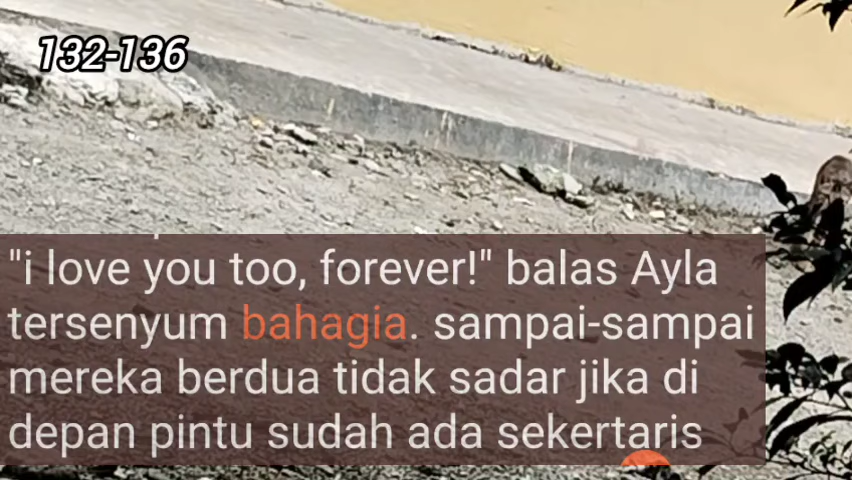 132-136
"i love you too, forever!" balas Ayla
tersenyum bahagia. sampai-sampai
mereka berdua tidak sadar jika di
depan pintu sudah ada sekertaris